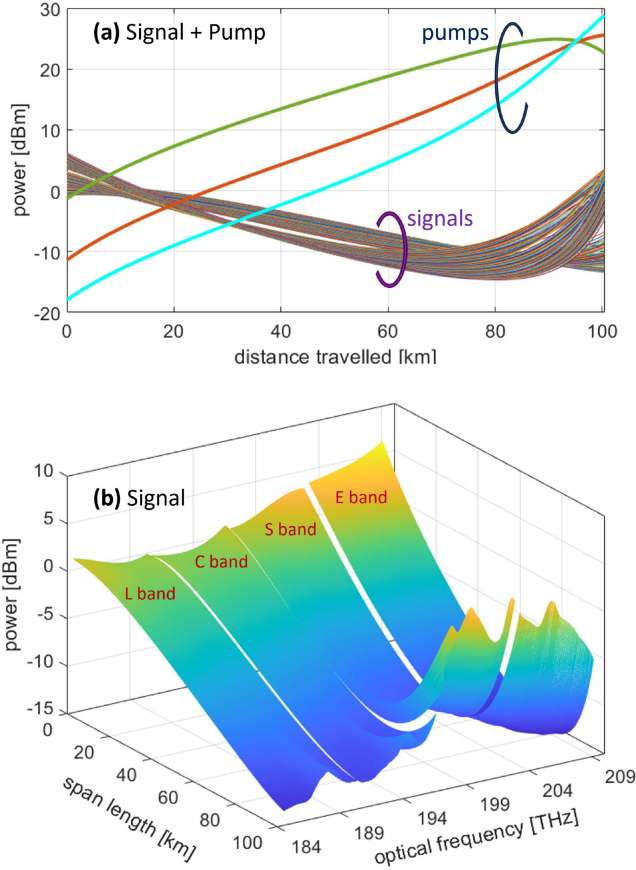 (a) Signal + Pump
pumps
signals
power [dBm]
30
20
10
0
-10
-20
0
20
40
60
80
100
distance travelled [km]
(b) Signal
E band
S band
C band
L band
power [dBm]
10
5
0
-5
-10
-15
0
20
40
60
80
100
span length [km]
184
189
194
199
204
209
optical frequency [THz]